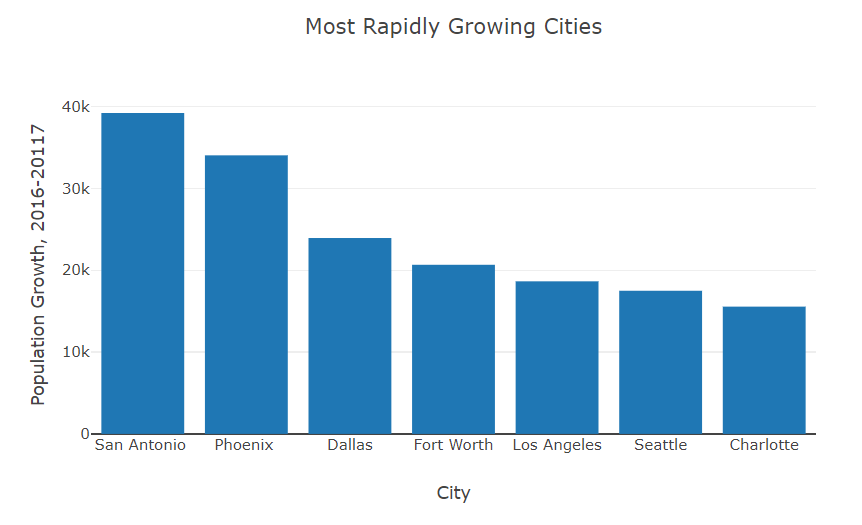 Most Rapidly Growing Cities
Population Growth, 2016-20117
40k
30k
20k
10k
0
San Antonio
Phoenix
Dallas
Fort Worth
Los Angeles
Seattle
Charlotte
City